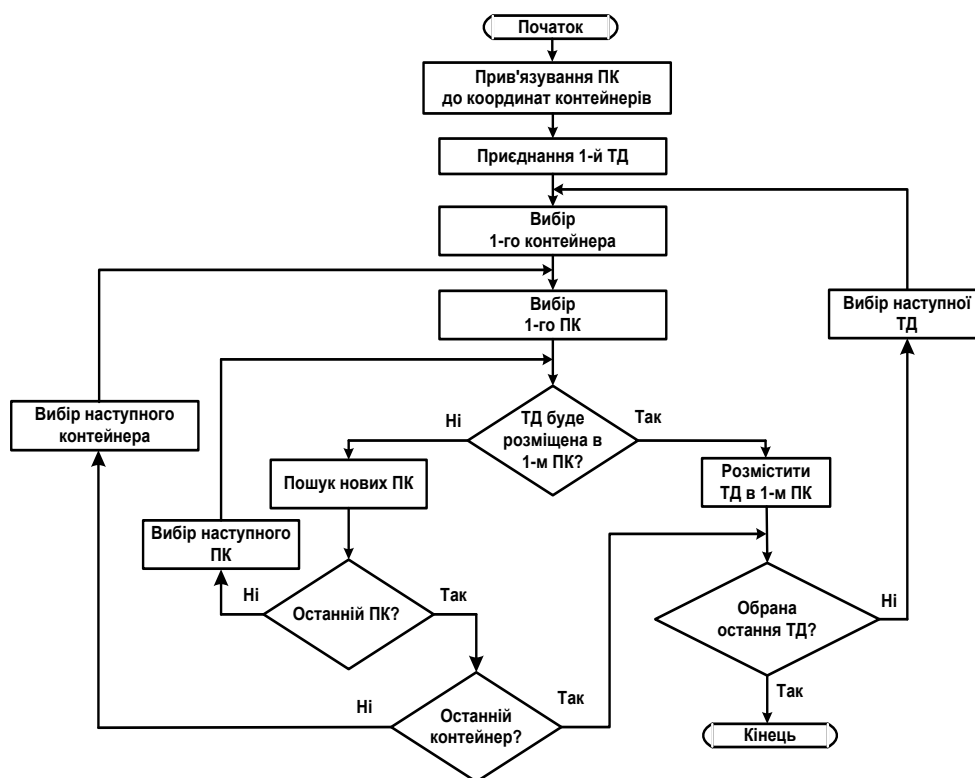 Початок
Прив'язування ПК
до координат контейнерів
Приєднання 1-й ТД
Вибір
1-го контейнера
Вибір
1-го ПК
Вибір наступної
ТД
Вибір наступного
контейнера
Ні
ТД буде
розміщена в
1-м ПК?
Так
Пошук нових ПК
Розмістити
ТД в 1-м ПК
Вибір наступного
ПК
Ні
Останній ПК?
Так
Обрана
остання ТД?
Ні
Так
Ні
Останній
контейнер?
Так
Кінець